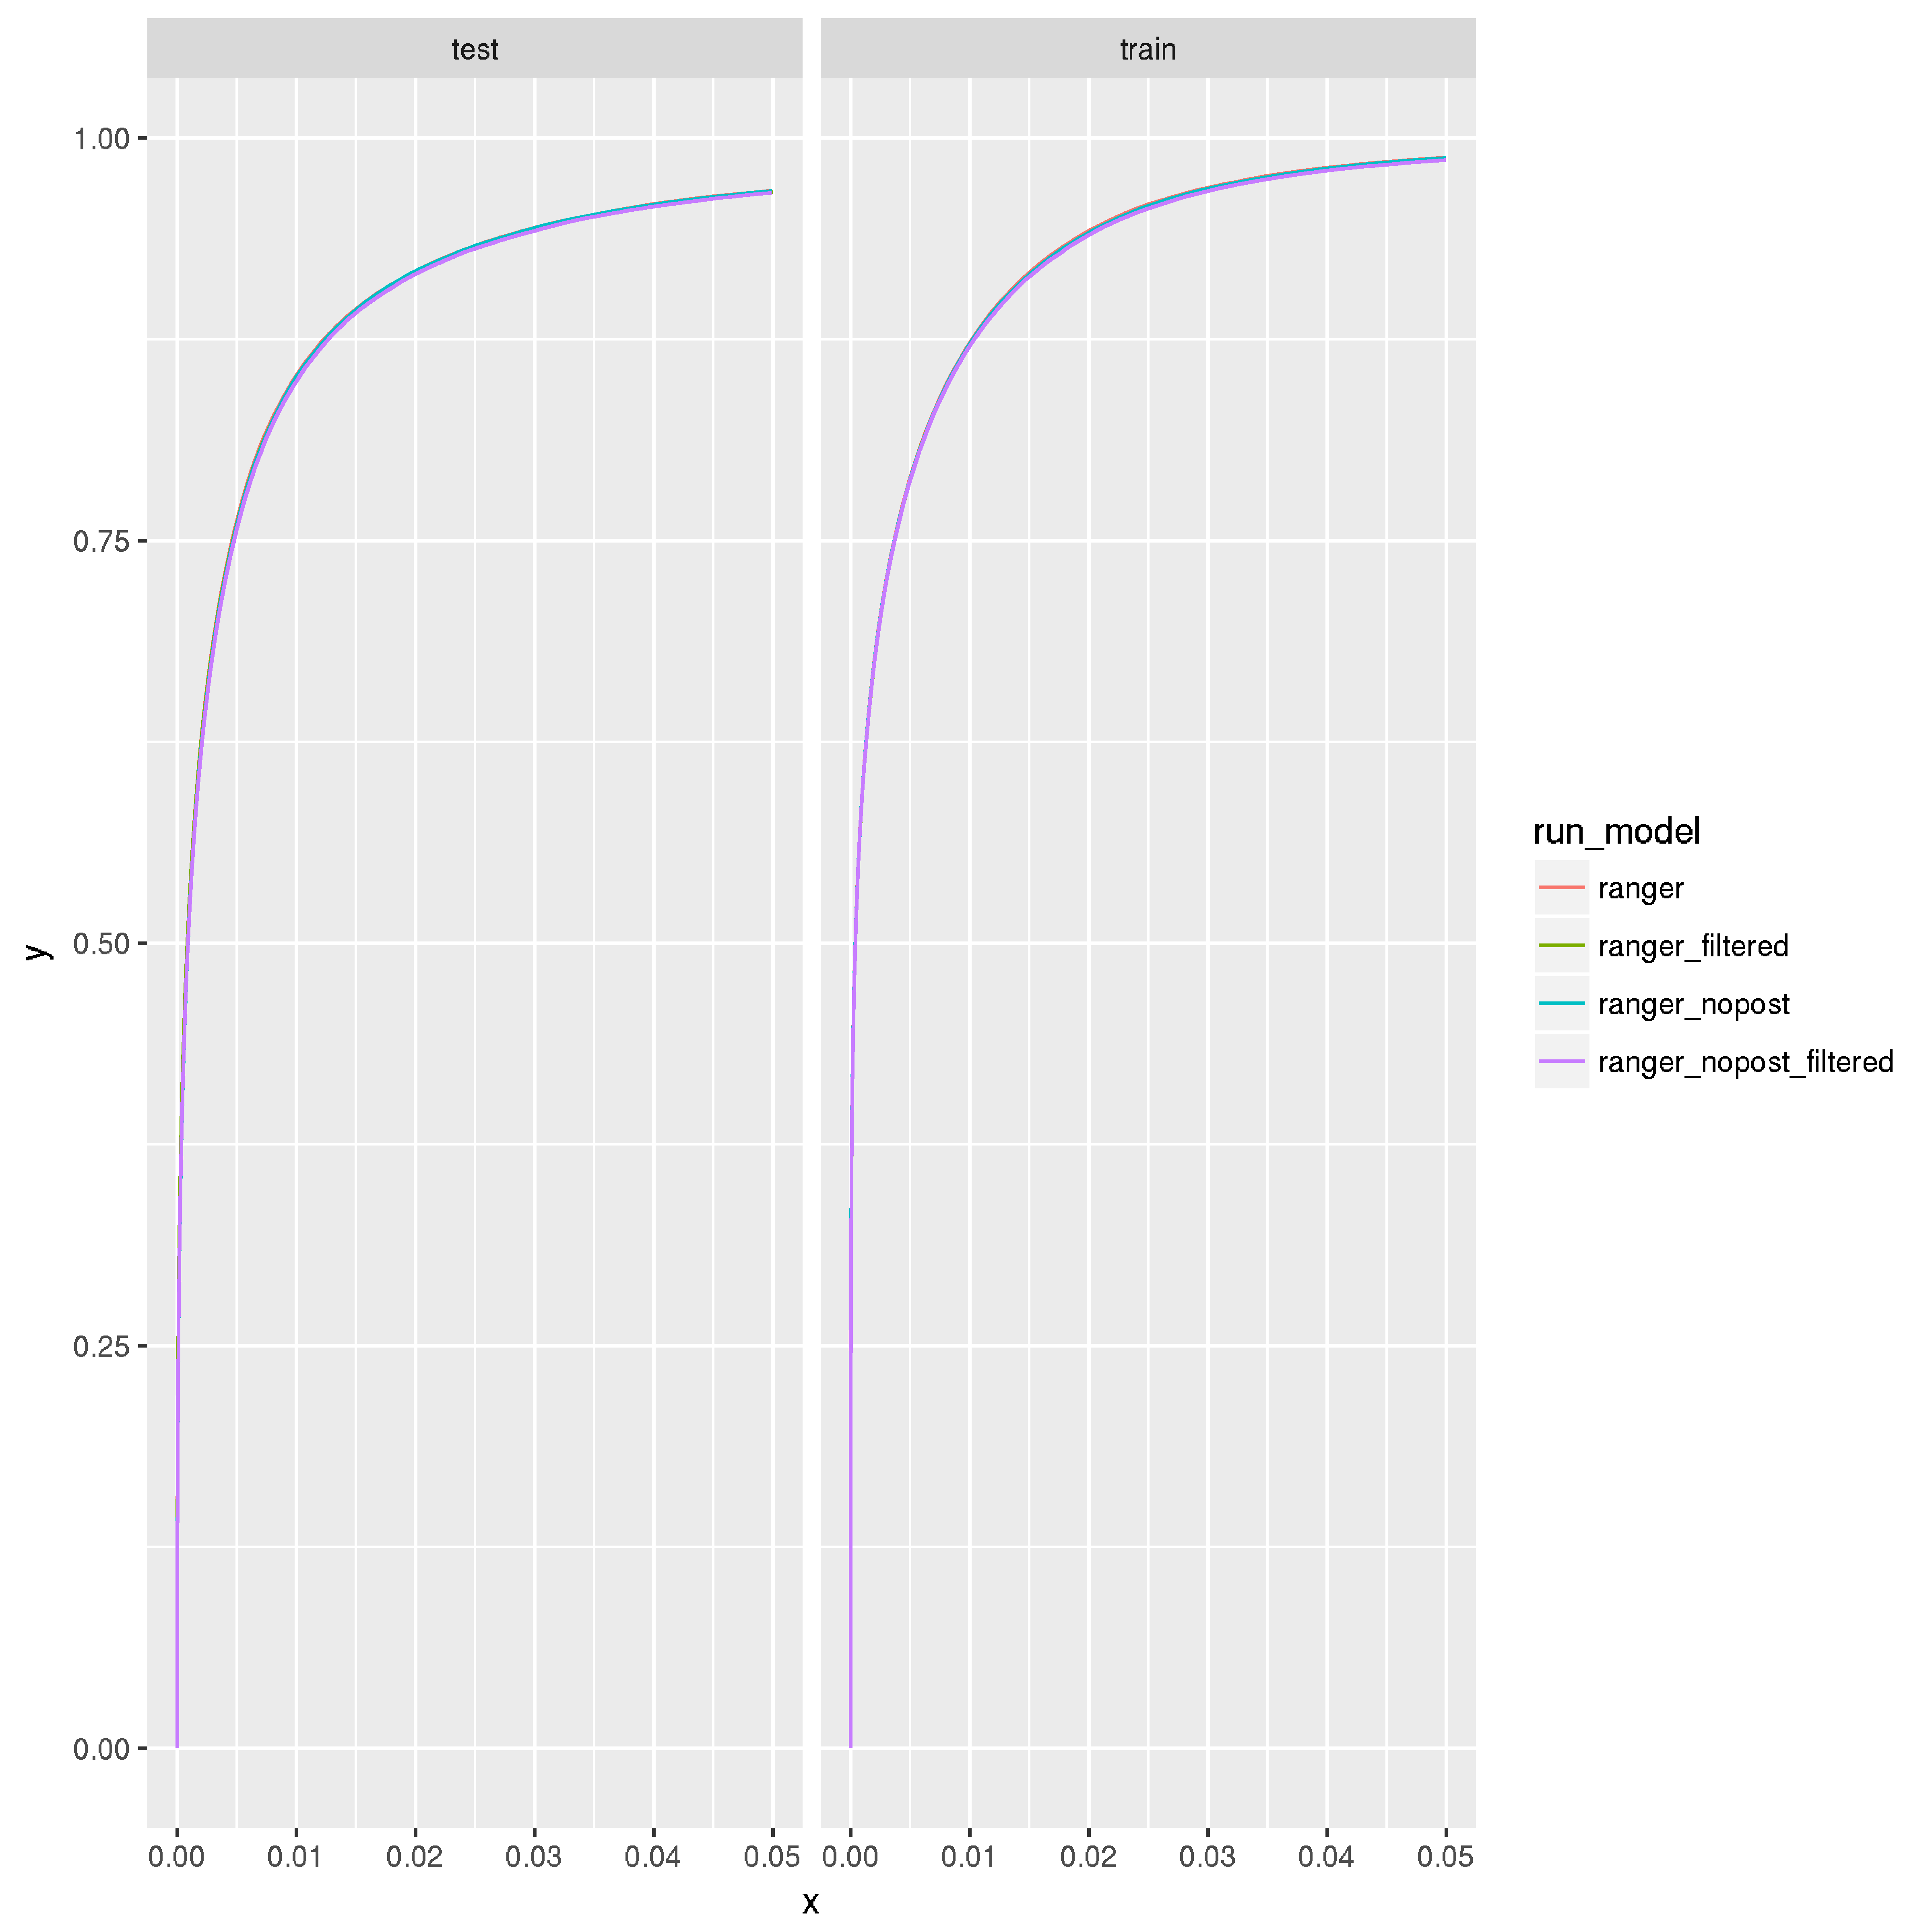 test train
1.00
0.75
0.50
0.25
0.00
y
0.00 0.01 0.02 0.03 0.04 0.05 0.00 0.01 0.02 0.03 0.04 0.05
x
run_model
ranger
ranger_filtered
ranger_nopost
ranger_nopost_filtered